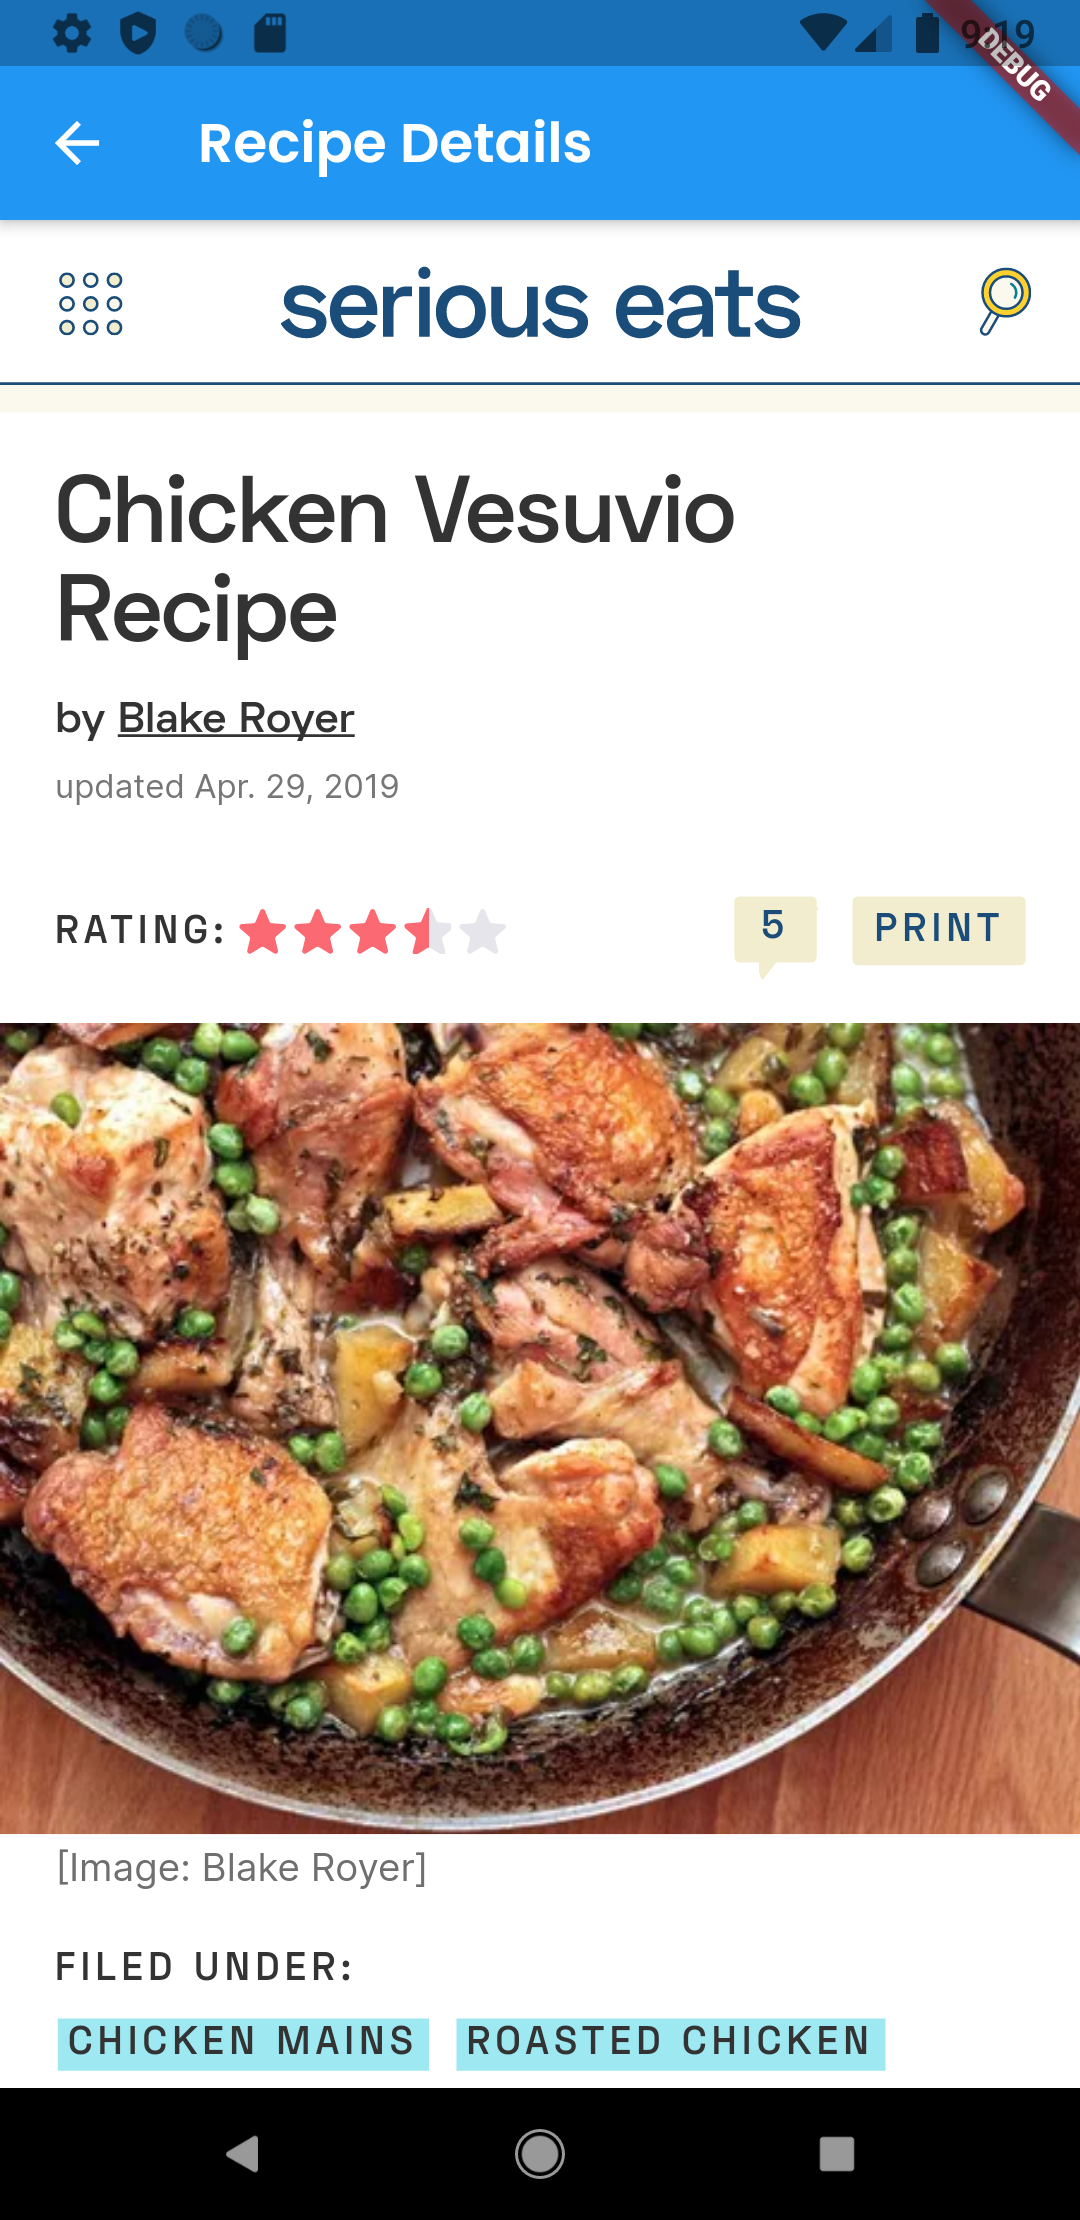 9:19
DEBUG
Recipe Details
serious eats
Chicken Vesuvio
Recipe
by Blake Royer
updated Apr. 29, 2019
RATING:
5
PRINT
[Image: Blake Royer]
FILED UNDER:
CHICKEN MAINS
ROASTED CHICKEN